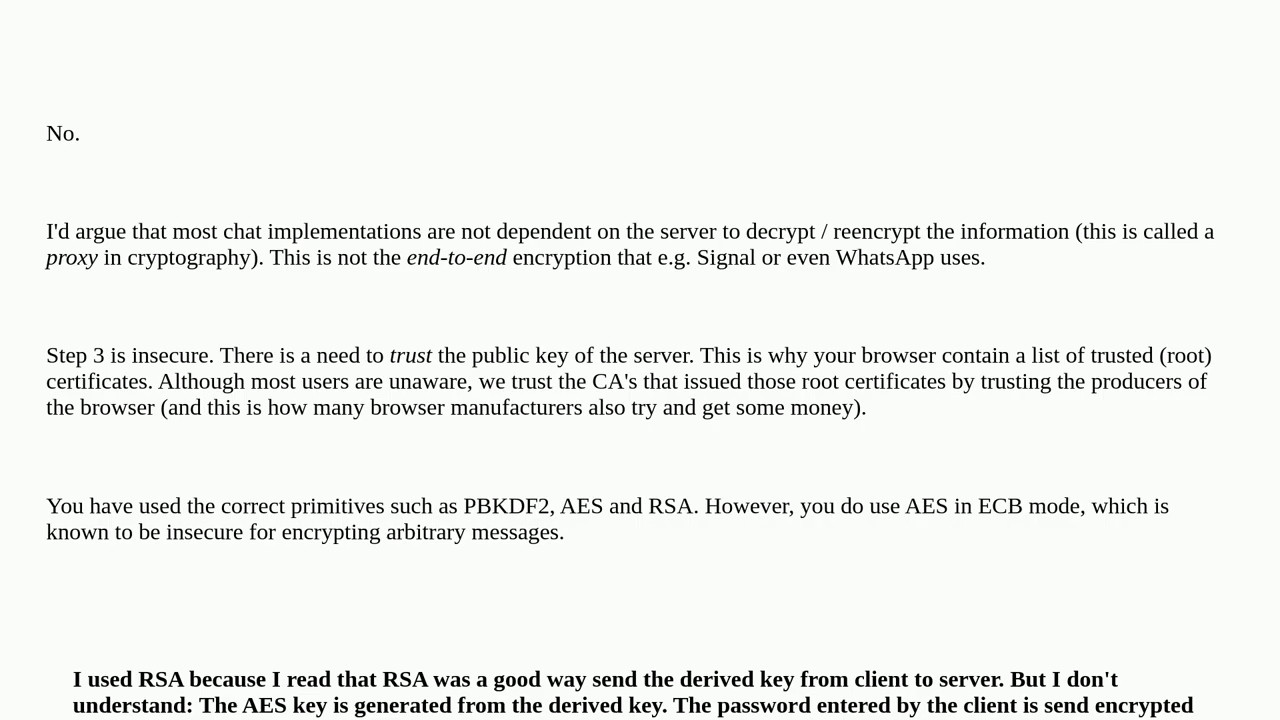 No.
I'd argue that most chat implementations are not dependent on the server to decrypt / reencrypt the information (this is called a
proxy in cryptography). This is not the end-to-end encryption that e.g. Signal or even WhatsApp uses.
Step 3 is insecure. There is a need to trust the public key of the server. This is why your browser contain a list of trusted (root)
certificates. Although most users are unaware, we trust the CA's that issued those root certificates by trusting the producers of
the browser (and this is how many browser manufacturers also try and get some money).
You have used the correct primitives such as PBKDF2, AES and RSA. However, you do use AES in ECB mode, which is
known to be insecure for encrypting arbitrary messages.
I used RSA because I read that RSA was a good way send the derived key from client to server. But I don't
understand: The AES key is generated from the derived key. The password entered by the client is send encrypted